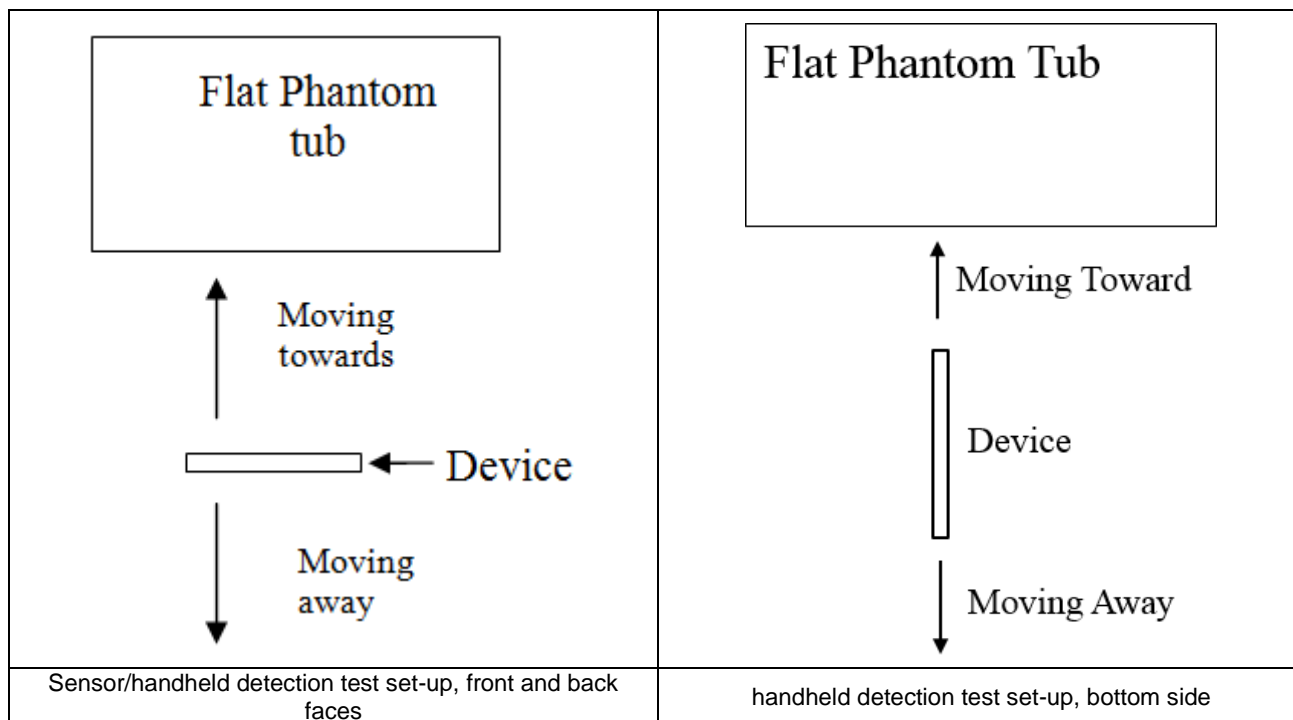 Flat Phantom
tub
Moving
towards
Device
Moving
away
Sensor/handheld detection test set-up, front and back
faces
Flat Phantom Tub
Moving Toward
Device
Moving Away
handheld detection test set-up, bottom side